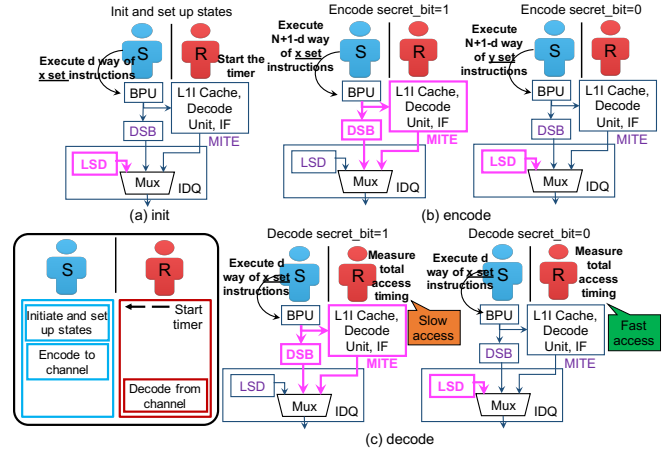 Init and set up states
Execute d way of
x set instructions
S
R
Start the
timer
BPU
L1I Cache,
Decode
Unit, IF
DSB
MITE
LSD
Mux
IDQ
(a) init
Encode secret_bit=1
Execute
N+1-d way
of x set
instructions
S
R
BPU
L1I Cache,
Decode
Unit, IF
DSB
MITE
LSD
Mux
IDQ
Encode secret_bit=0
Execute
N+1-d way
of y set
instructions
S
R
BPU
L1I Cache,
Decode
Unit, IF
DSB
MITE
LSD
Mux
IDQ
(b) encode
S
R
Initiate and set
up states
Start
timer
Encode to
channel
Decode from
channel
Decode secret_bit=1
Execute d
way of x set
instructions
S
R
Measure
total
access
timing
BPU
L1I Cache,
Decode
Unit, IF
Slow
access
DSB
MITE
LSD
Mux
IDQ
Decode secret_bit=0
Execute d
way of x set
instructions
S
R
Measure
total access
timing
BPU
L1I Cache,
Decode
Unit, IF
Fast
access
DSB
MITE
LSD
Mux
IDQ
(c) decode